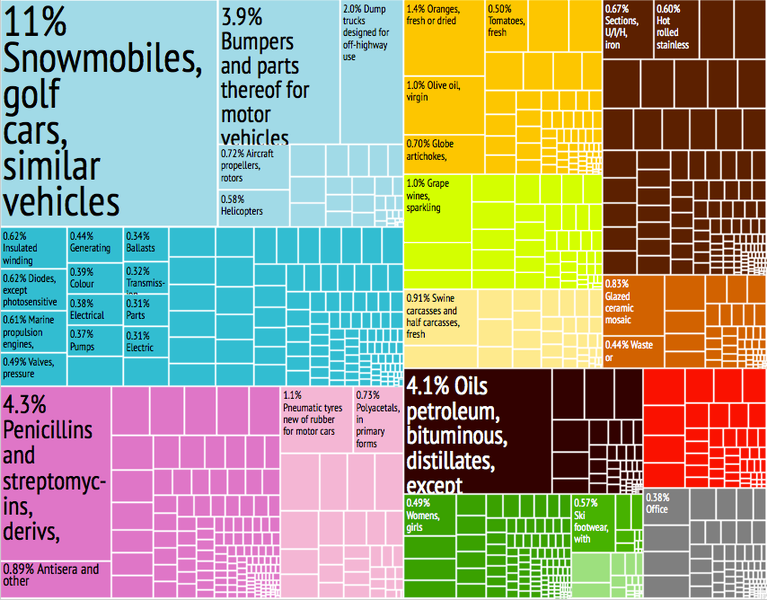 11%
Snowmobiles,
golf
cars,
similar
vehicles
3.9%
Bumpers
and parts
thereof for
motor
vehicles
2.0% Dump
trucks
designed for
off-highway
use
0.72% Aircraft
propellers,
rotors
0.58%
Helicopters
0.62%
Insulated
winding
0.62% Diodes,
except
photosensitive
0.61% Marine
propulsion
engines,
0.49% Valves,
pressure
0.44%
Generating
0.39%
Colour
0.38%
Electrical
0.37%
Pumps
0.34%
Ballasts
0.32%
Transmiss-
ion
0.31%
Parts
0.31%
Electric
4.3%
Penicillins
and
streptomyc-
ins,
derivs,
0.89% Antisera and
other
1.1%
Pneumatic tyres
new of rubber
for motor cars
0.73%
Polyacetals,
in
primary
forms
1.4% Oranges,
fresh or dried
1.0% Olive oil,
virgin
0.70% Globe
artichokes,
0.50%
Tomatoes,
fresh
1.0% Grape
wines,
sparkling
0.91% Swine
carcasses and
half carcasses,
fresh
0.67%
Sections,
U/I/H,
iron
0.60%
Hot
rolled
stainless
0.83%
Glazed
ceramic
mosaic
0.44% Waste
or
4.1% Oils
petroleum,
bituminous,
distillates,
except
0.49%
Womens,
girls
0.57%
Ski
footwear,
with
0.38%
Office